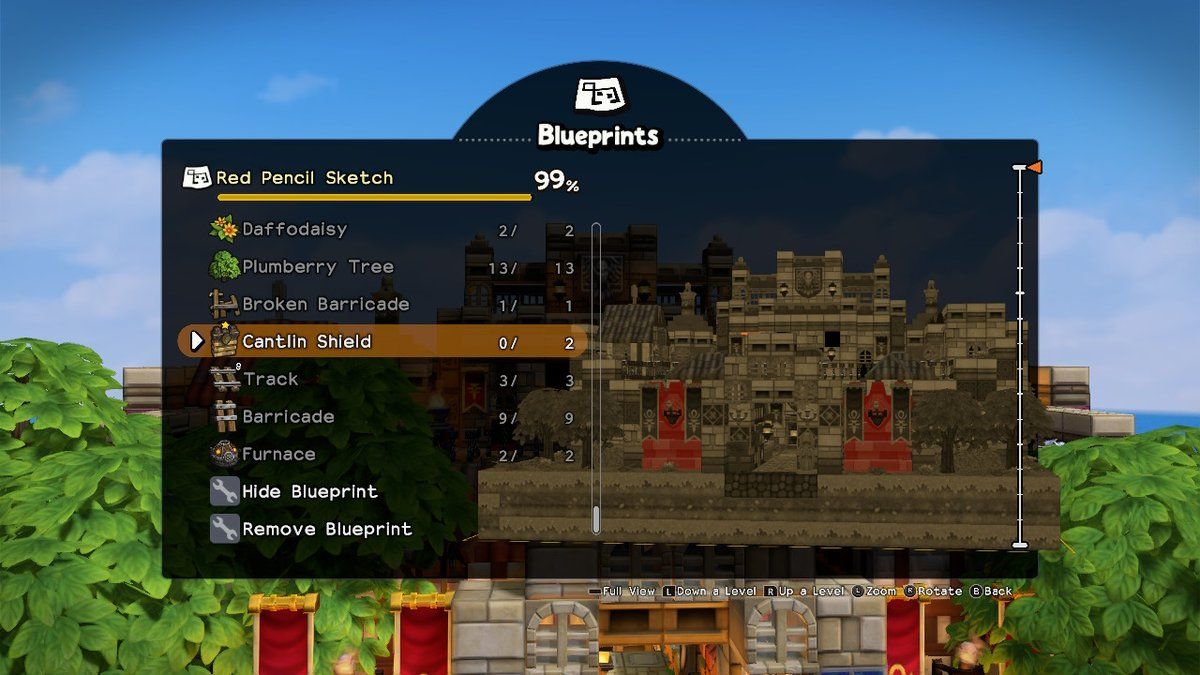 Blueprints
Red Pencil Sketch 99%
Daffodaisy 2/ 2
Plumberry Tree 13/ 13
Broken Barricade 1/ 1
Cantlin Shield 0/ 2
Track 3/ 3
Barricade 9/ 9
Furnace 2/ 2
Hide Blueprint
Remove Blueprint
Full View L Down a Level R Up a Level L Zoom R Rotate B Back